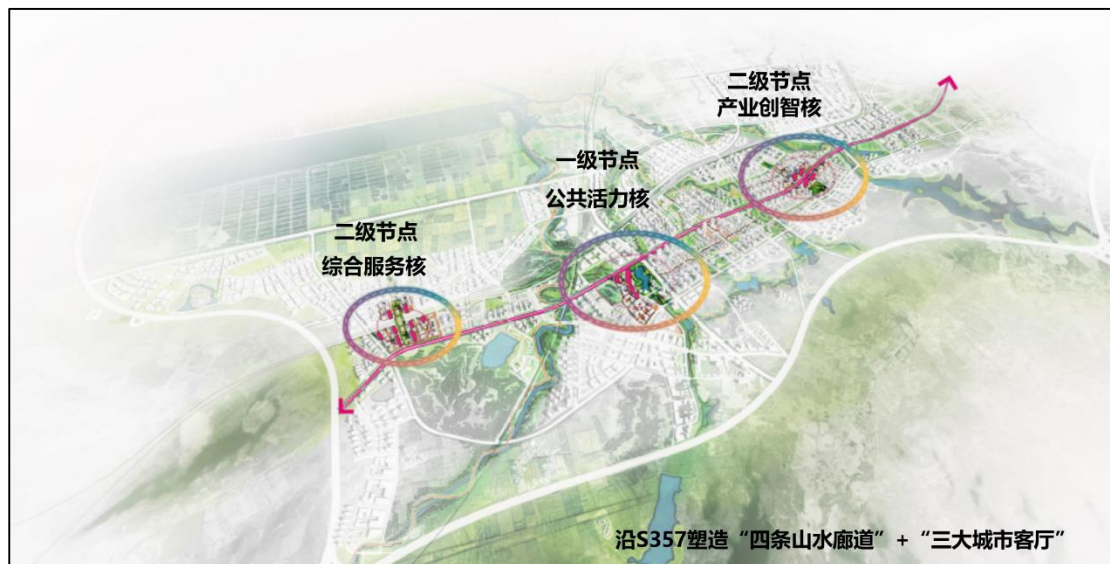 二级节点
产业创智核
一级节点
公共活力核
二级节点
综合服务核
沿S357塑造“四条山水廊道”+“三大城市客厅”